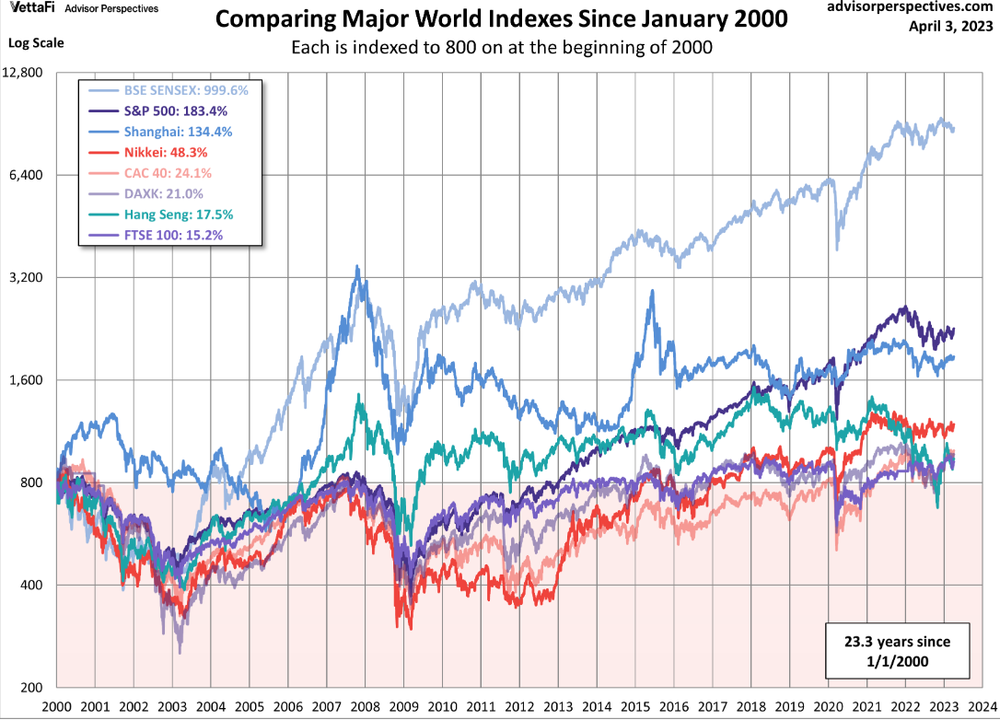 VettaFi Advisor Perspectives
Comparing Major World Indexes Since January 2000
advisorperspectives.com
April 3, 2023
Log Scale
Each is indexed to 800 on at the beginning of 2000
12,800
BSE SENSEX: 999.6%
S&P 500: 183.4%
Shanghai: 134.4%
Nikkei: 48.3%
CAC 40: 24.1%
DAXK: 21.0%
Hang Seng: 17.5%
FTSE 100: 15.2%
6,400
3,200
1,600
800
400
200
23.3 years since
1/1/2000
2000 2001 2002 2003 2004 2005 2006 2007 2008 2009 2010 2011 2012 2013 2014 2015 2016 2017 2018 2019 2020 2021 2022 2023 2024